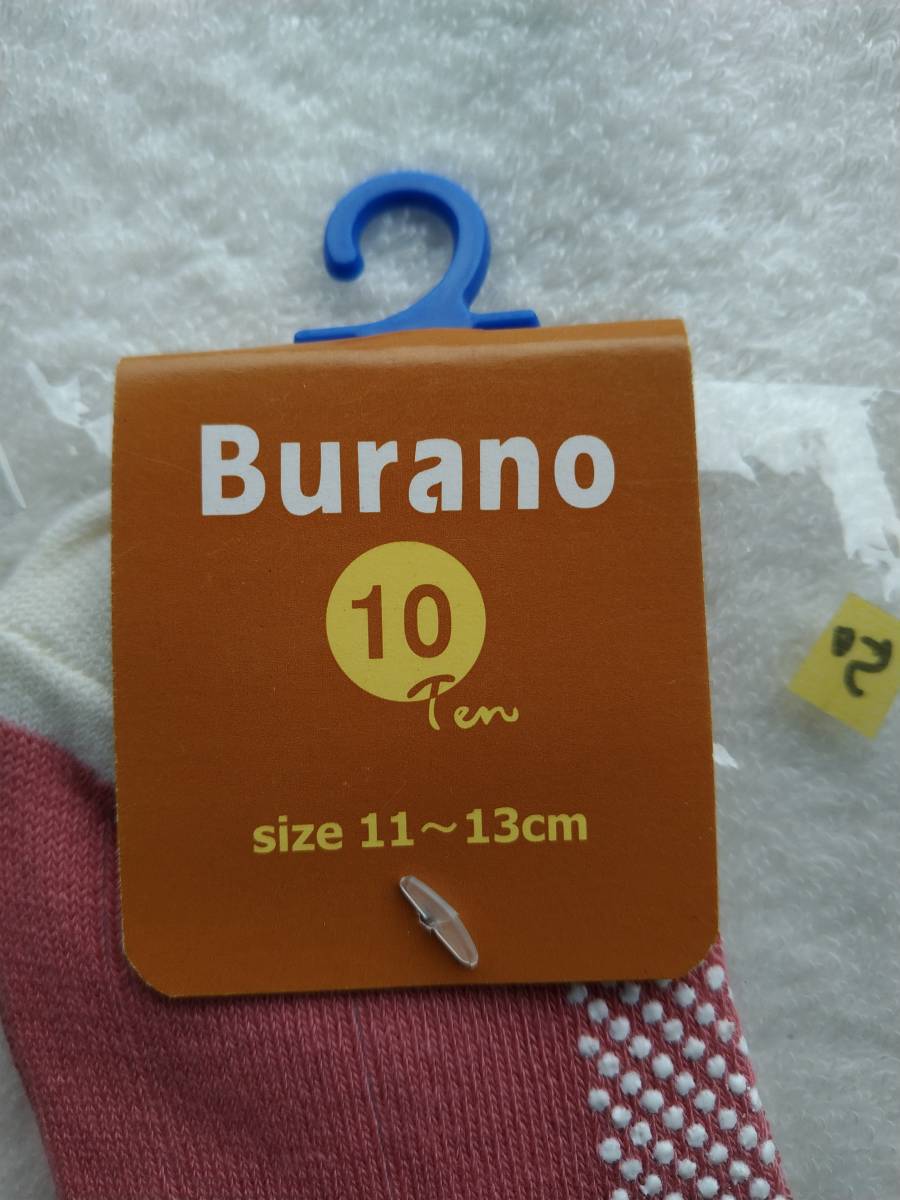 Burano
10
Ten
size 11～13cm